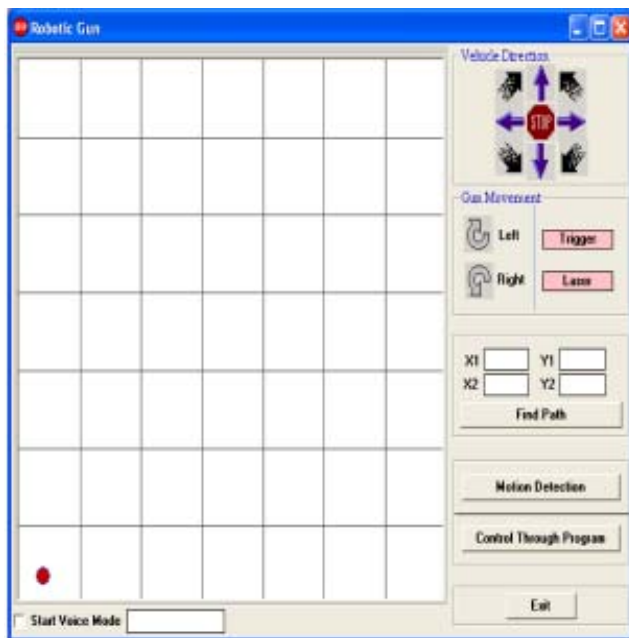 Robotic Gun
Vehicle Direction
STOP
Gun Movement
Left
Trigger
Right
Laser
X1 Y1
X2 Y2
Find Path
Motion Detection
Control Through Program
Exit
Start Voice Mode